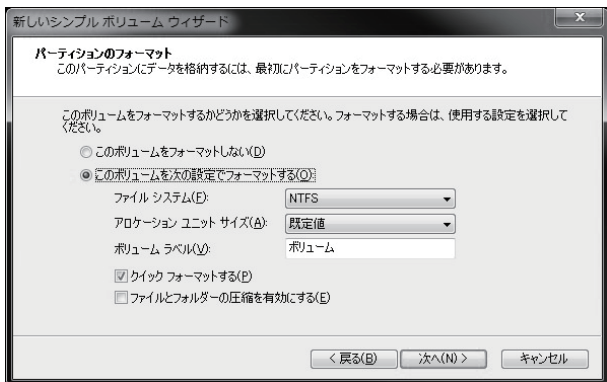 新しいシンプル ボリューム ウィザード
パーティションのフォーマット
このパーティションにデータを格納するには、最初にパーティションをフォーマットする必要があります。
このボリュームをフォーマットするかどうかを選択してください。フォーマットする場合は、使用する設定を選択して
ください。
このボリュームをフォーマットしない(D)
このボリュームを次の設定でフォーマットする(O):
ファイル システム(F): NTFS
アロケーション ユニット サイズ(A): 既定値
ボリューム ラベル(V): ボリューム
クイック フォーマットする(P)
ファイルとフォルダーの圧縮を有効にする(E)
< 戻る(B) 次へ(N) > キャンセル